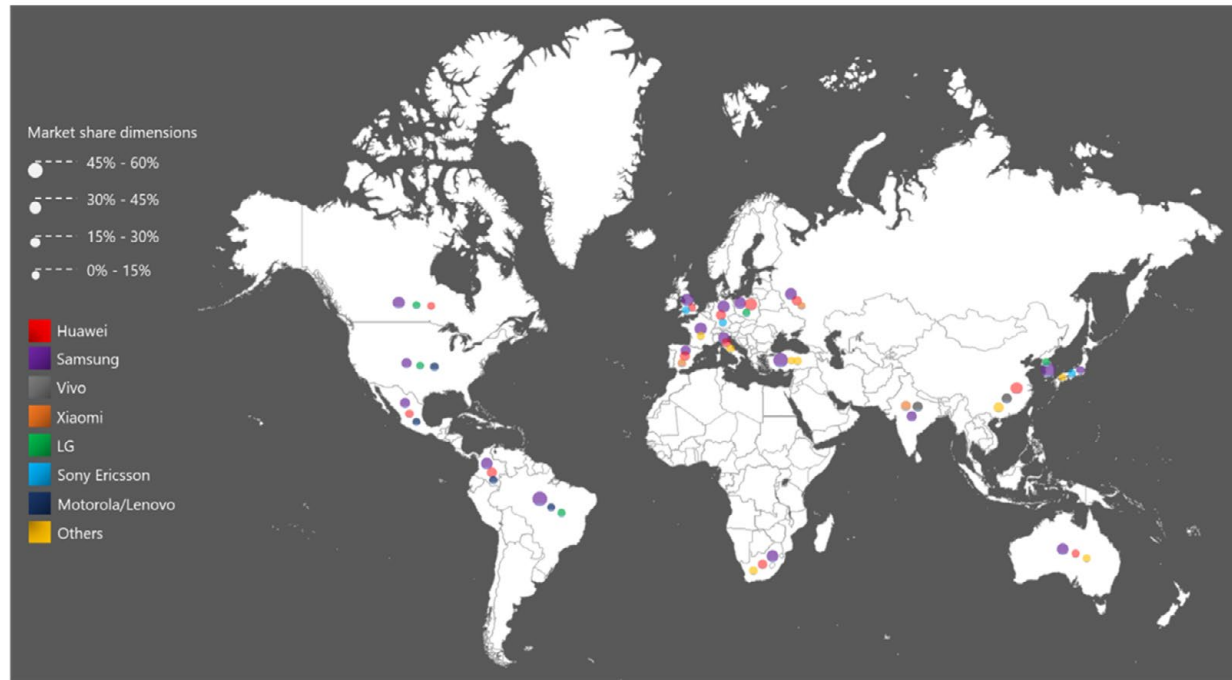 Market share dimensions
45% - 60%
30% - 45%
15% - 30%
0% - 15%
Huawei
Samsung
Vivo
Xiaomi
LG
Sony Ericsson
Motorola/Lenovo
Others